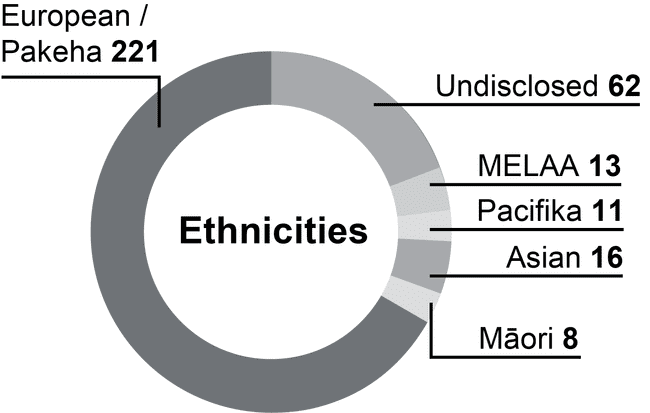 European /
Pakeha 221
Undisclosed 62
MELAA 13
Pacifika 11
Asian 16
Māori 8
Ethnicities